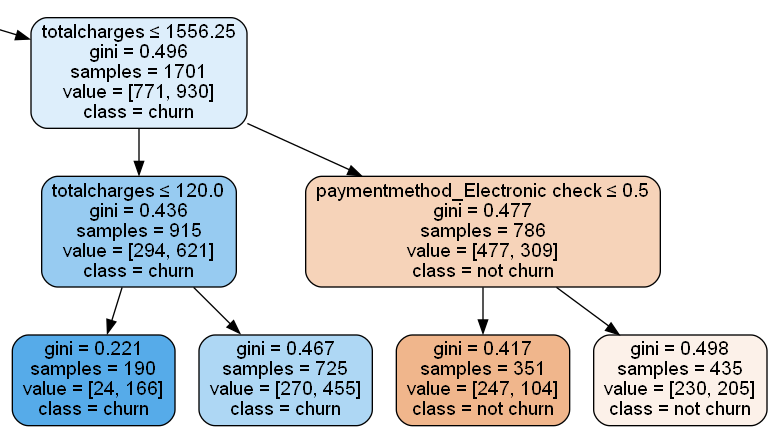 totalcharges ≤ 1556.25
gini = 0.496
samples = 1701
value = [771, 930]
class = churn
totalcharges ≤ 120.0
gini = 0.436
samples = 915
value = [294, 621]
class = churn
paymentmethod_Electronic check ≤ 0.5
gini = 0.477
samples = 786
value = [477, 309]
class = not churn
gini = 0.221
samples = 190
value = [24, 166]
class = churn
gini = 0.467
samples = 725
value = [270, 455]
class = churn
gini = 0.417
samples = 351
value = [247, 104]
class = not churn
gini = 0.498
samples = 435
value = [230, 205]
class = not churn